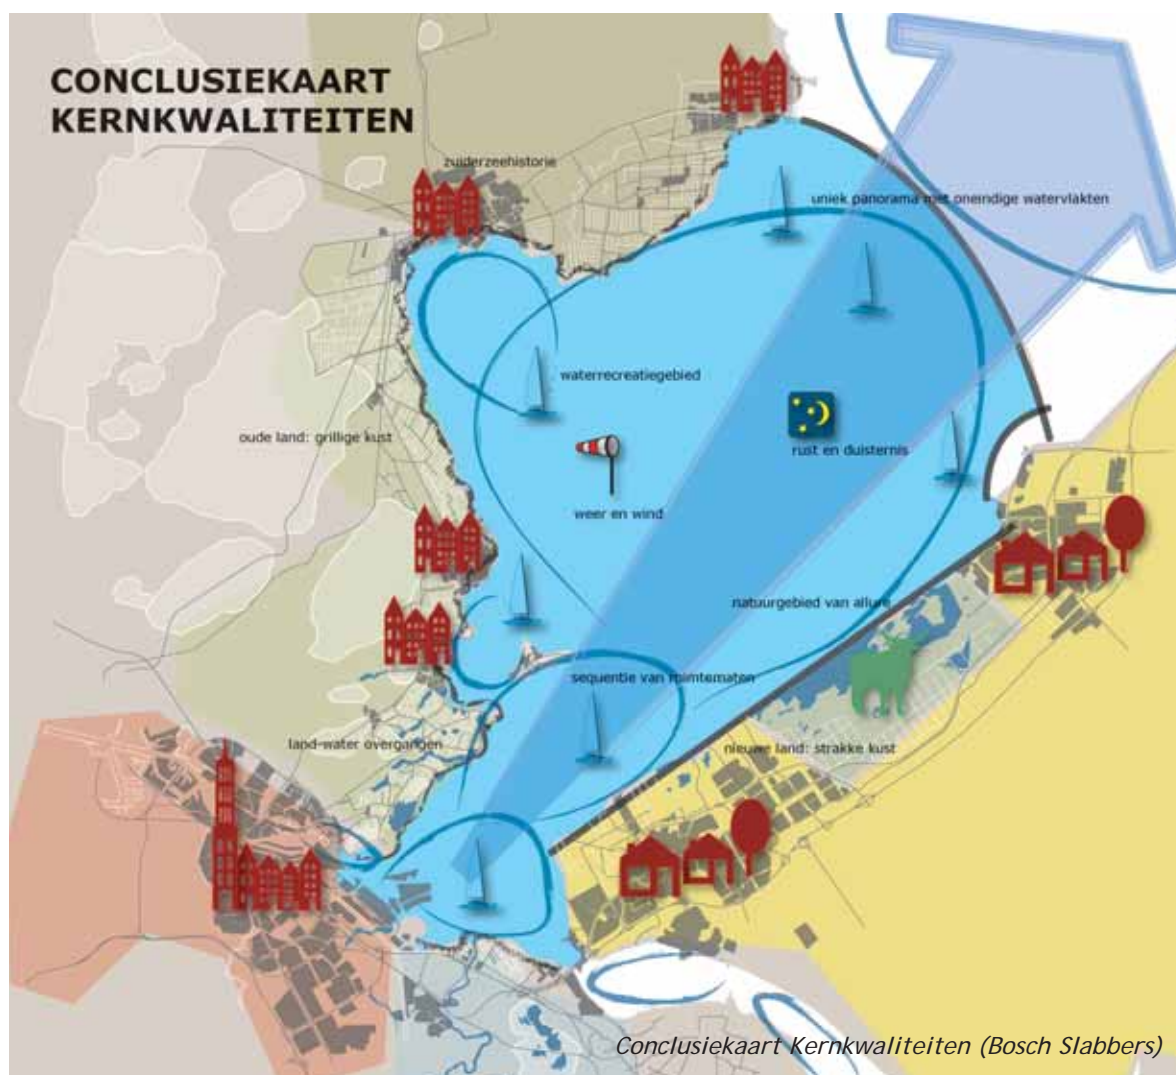 CONCLUSIEKAART
KERNKWALITEITEN
zuiderzeehistorie
uniek panorama met oneindige watervlakten
waterrecreatiegebied
oude land: grillige kust
rust en duisternis
weer en wind
natuurgebied van allure
sequentie van ruimtematen
land-water overgangen
nieuwe land: strakke kust
Conclusiekaart Kernkwaliteiten (Bosch Slabbers)